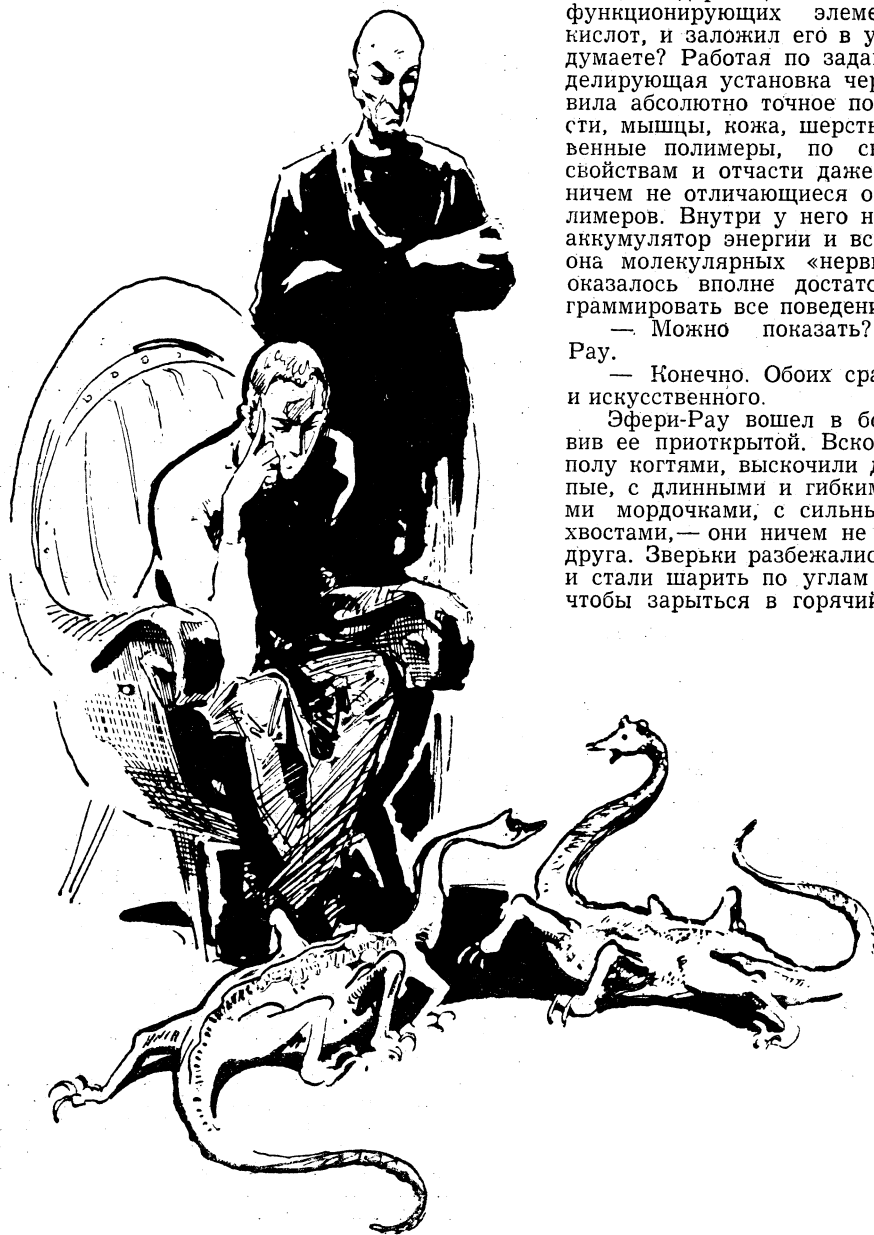 функционирующих элеме
кислот, и заложил его в у
думаете? Работая по зада
делирующая установка чер
вила абсолютно точное по
сти, мышцы, кожа, шерсть
венные полимеры, по св
свойствам и отчасти даже
ничем не отличающиеся о
лимеров. Внутри у него н
аккумулятор энергии и вс
она молекулярных «нерв
оказалось вполне достато
граммировать все поведени
— Можно показать?
Рау.
— Конечно. Обоих сра
и искусственного.
Эфери-Рау вошел в бо
вив ее приоткрытой. Вско
полу когтями, выскочили д
пые, с длинными и гибким
ми мордочками, с сильны
хвостами,— они ничем не
друга. Зверьки разбежалис
и стали шарить по углам
чтобы зарыться в горячий